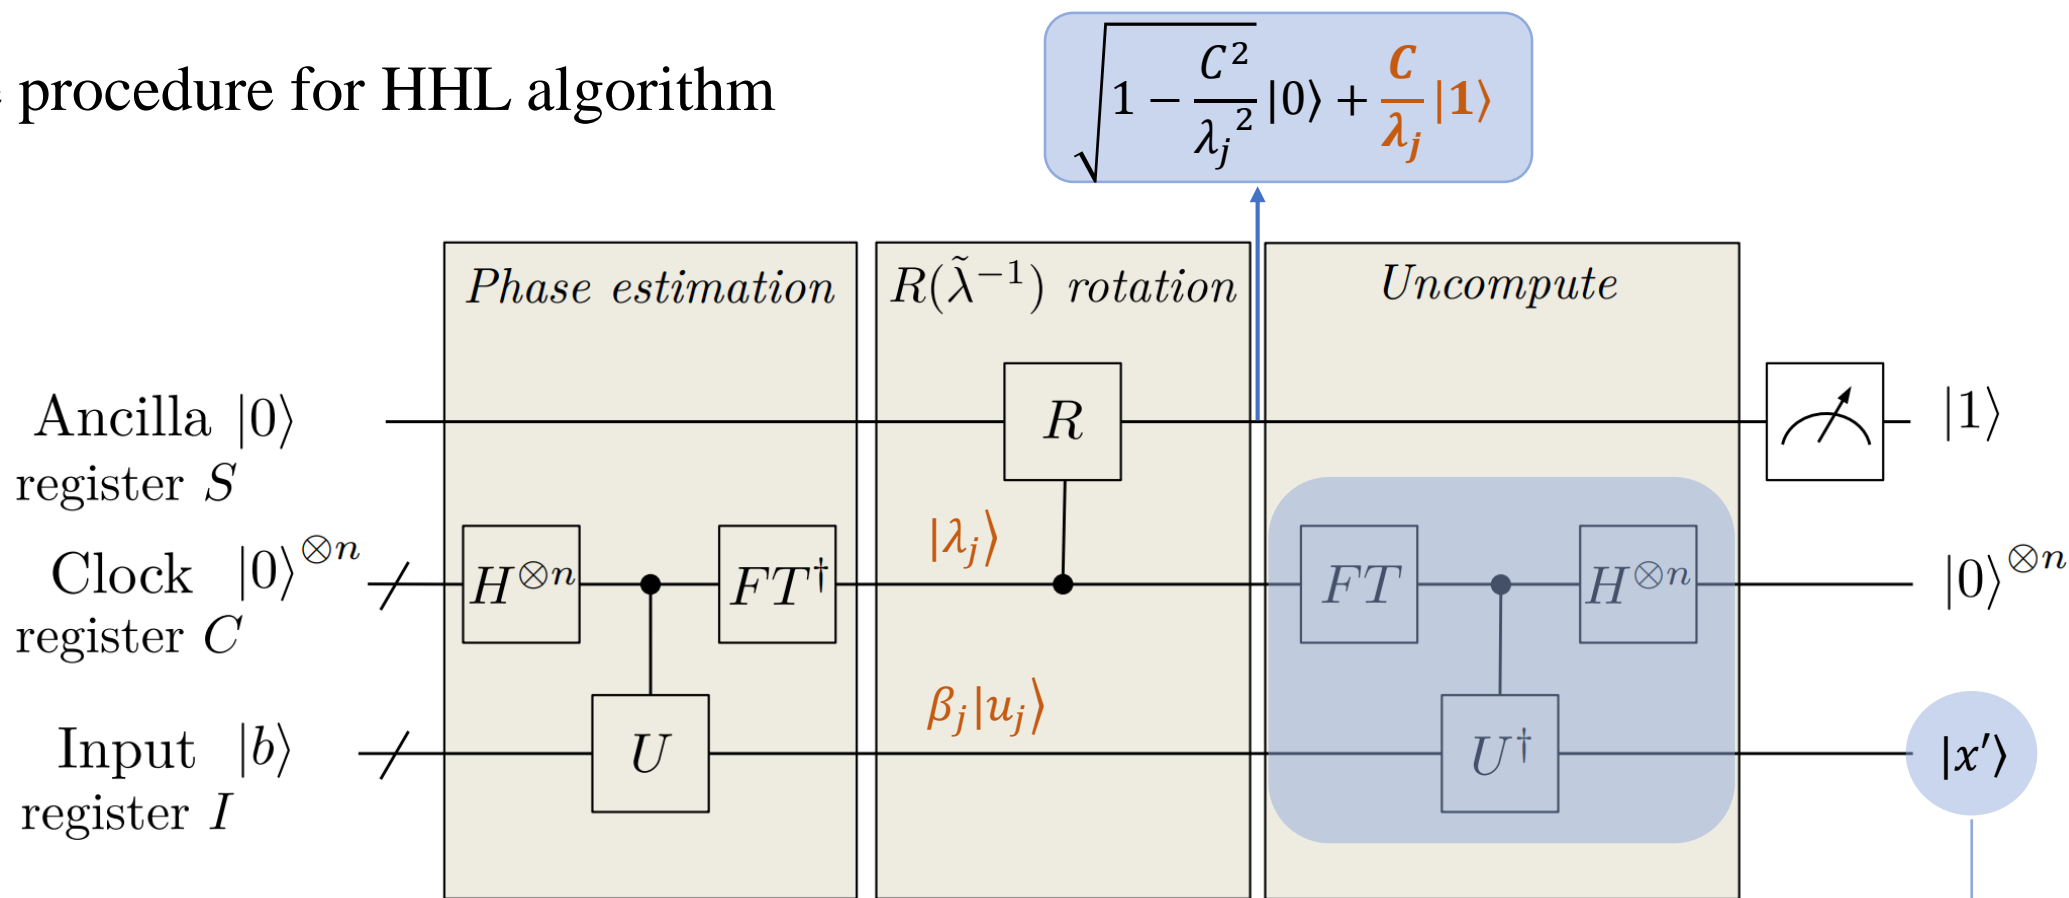 procedure for HHL algorithm
√(1 − C²/λⱼ²)|0⟩ + C/λⱼ|1⟩
Phase estimation
R(λ̃⁻¹) rotation
Uncompute
Ancilla |0⟩
register S
R
|1⟩
Clock |0⟩⊗n
register C
H⊗n
FT†
|λⱼ⟩
FT
H⊗n
|0⟩⊗n
Input |b⟩
register I
U
βⱼ|uⱼ⟩
U†
|x′⟩